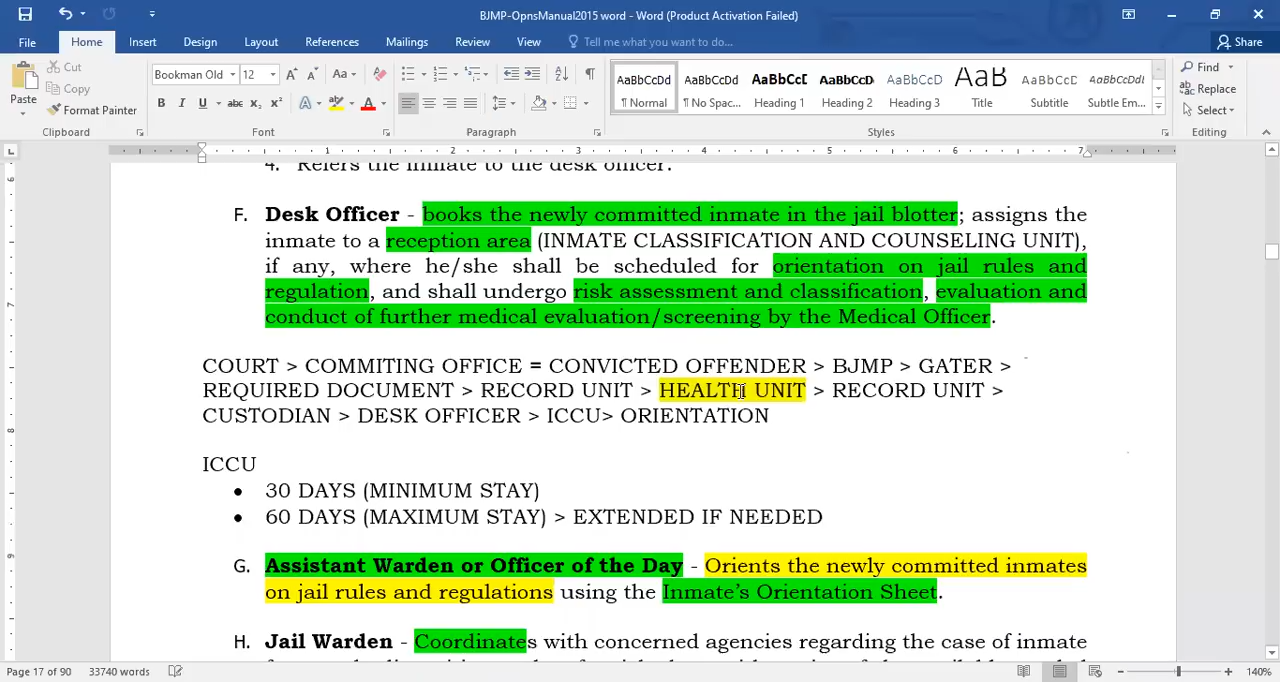 BJMP-OpnsManual2015 word - Word (Product Activation Failed)
File Home Insert Design Layout References Mailings Review View Tell me what you want to do... Share
Paste
Cut
Copy
Format Painter
Clipboard
Bookman Old 12
Font
Paragraph
AaBbCcDd AaBbCcDd AaBbCcI AaBbCcD AaBbCcD AaB AaBbCcD AaBbCcDd
¶ Normal ¶ No Spac... Heading 1 Heading 2 Heading 3 Title Subtitle Subtle Em...
Styles
Find
Replace
Select
Editing
4. Refers the inmate to the desk officer.
F. Desk Officer - books the newly committed inmate in the jail blotter; assigns the
inmate to a reception area (INMATE CLASSIFICATION AND COUNSELING UNIT),
if any, where he/she shall be scheduled for orientation on jail rules and
regulation, and shall undergo risk assessment and classification, evaluation and
conduct of further medical evaluation/screening by the Medical Officer.
COURT > COMMITING OFFICE = CONVICTED OFFENDER > BJMP > GATER >
REQUIRED DOCUMENT > RECORD UNIT > HEALTH UNIT > RECORD UNIT >
CUSTODIAN > DESK OFFICER > ICCU> ORIENTATION
ICCU
• 30 DAYS (MINIMUM STAY)
• 60 DAYS (MAXIMUM STAY) > EXTENDED IF NEEDED
G. Assistant Warden or Officer of the Day - Orients the newly committed inmates
on jail rules and regulations using the Inmate's Orientation Sheet.
H. Jail Warden - Coordinates with concerned agencies regarding the case of inmate
Page 17 of 90 33740 words 140%